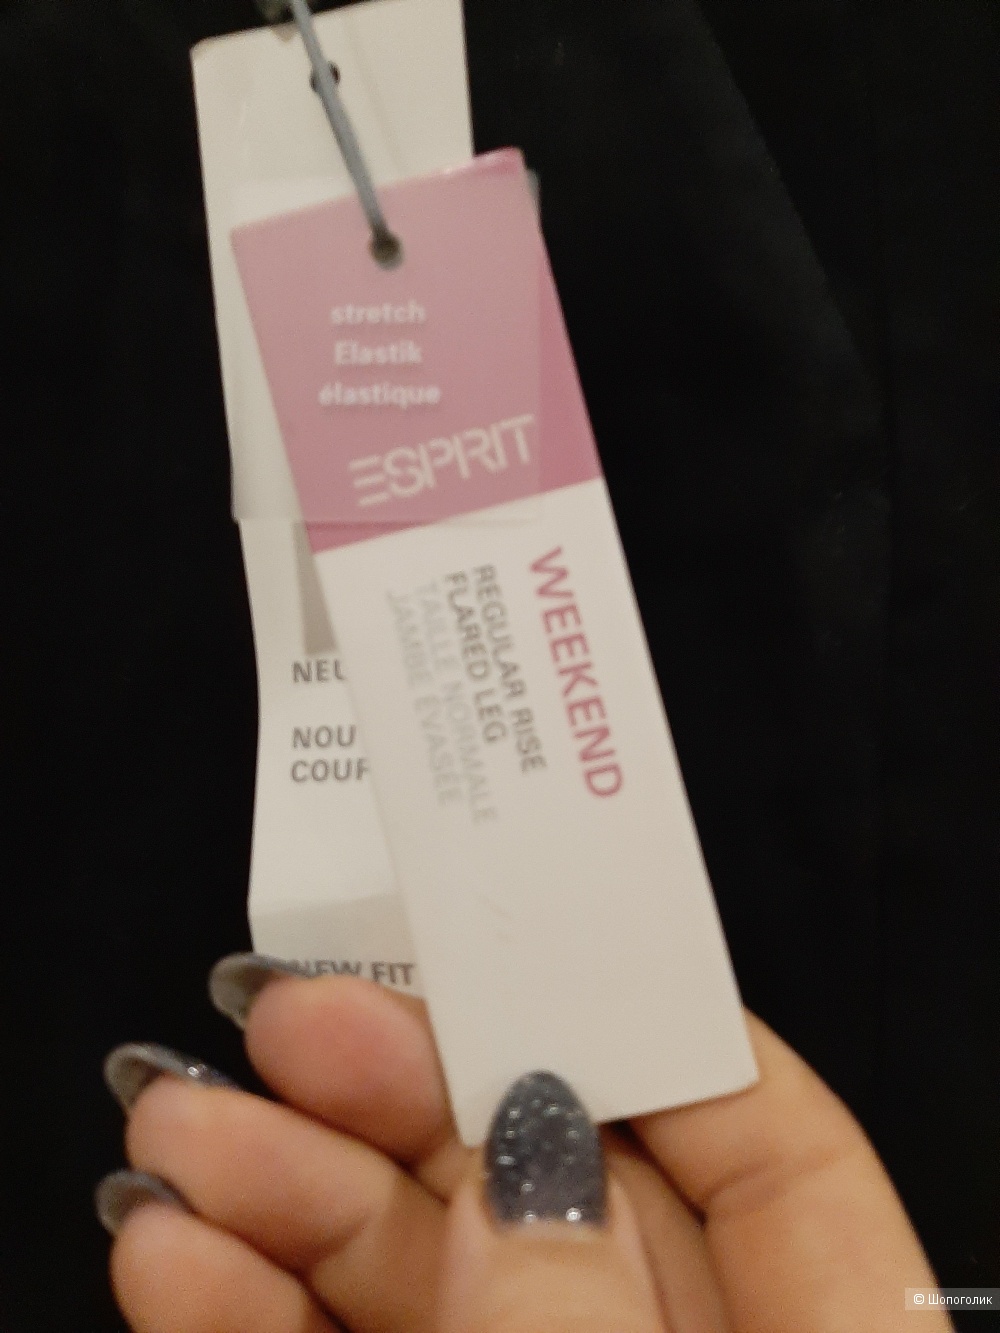 stretch
Elastik
élastique
ESPRIT
WEEKEND
REGULAR RISE
FLARED LEG
TAILLE NORMALE
JAMBE ÉVASÉE
NEU
NOU
COUP
NEW FIT
© Шопоголик